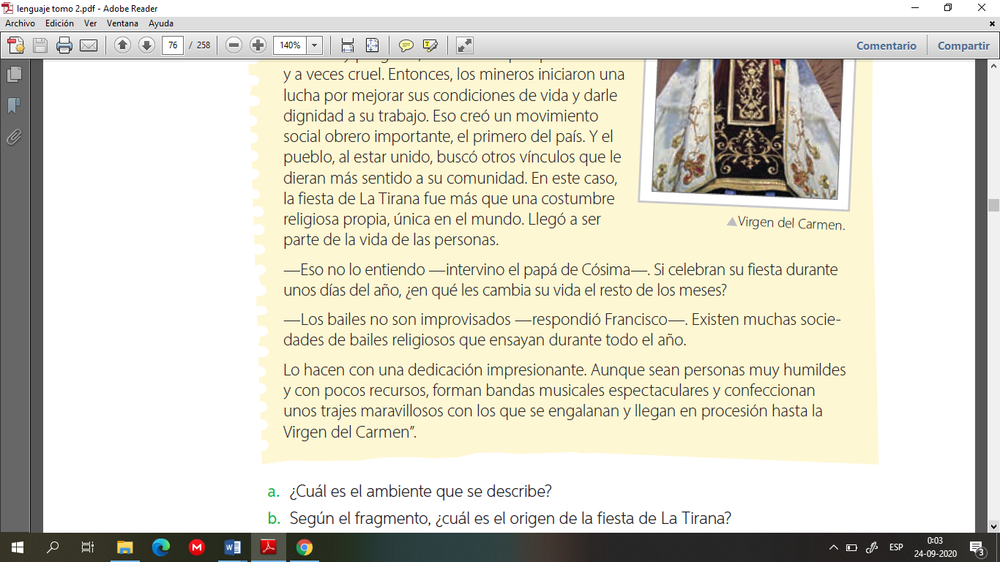 lenguaje tomo 2.pdf - Adobe Reader
Archivo Edición Ver Ventana Ayuda
76 / 258 140% Comentario Compartir
y a veces cruel. Entonces, los mineros iniciaron una
lucha por mejorar sus condiciones de vida y darle
dignidad a su trabajo. Eso creó un movimiento
social obrero importante, el primero del país. Y el
pueblo, al estar unido, buscó otros vínculos que le
dieran más sentido a su comunidad. En este caso,
la fiesta de La Tirana fue más que una costumbre
religiosa propia, única en el mundo. Llegó a ser
parte de la vida de las personas.
Virgen del Carmen.
—Eso no lo entiendo —intervino el papá de Cósima—. Si celebran su fiesta durante
unos días del año, ¿en qué les cambia su vida el resto de los meses?
—Los bailes no son improvisados —respondió Francisco—. Existen muchas socie-
dades de bailes religiosos que ensayan durante todo el año.
Lo hacen con una dedicación impresionante. Aunque sean personas muy humildes
y con pocos recursos, forman bandas musicales espectaculares y confeccionan
unos trajes maravillosos con los que se engalanan y llegan en procesión hasta la
Virgen del Carmen”.
a. ¿Cuál es el ambiente que se describe?
b. Según el fragmento, ¿cuál es el origen de la fiesta de La Tirana?
ESP
0:03
24-09-2020
3